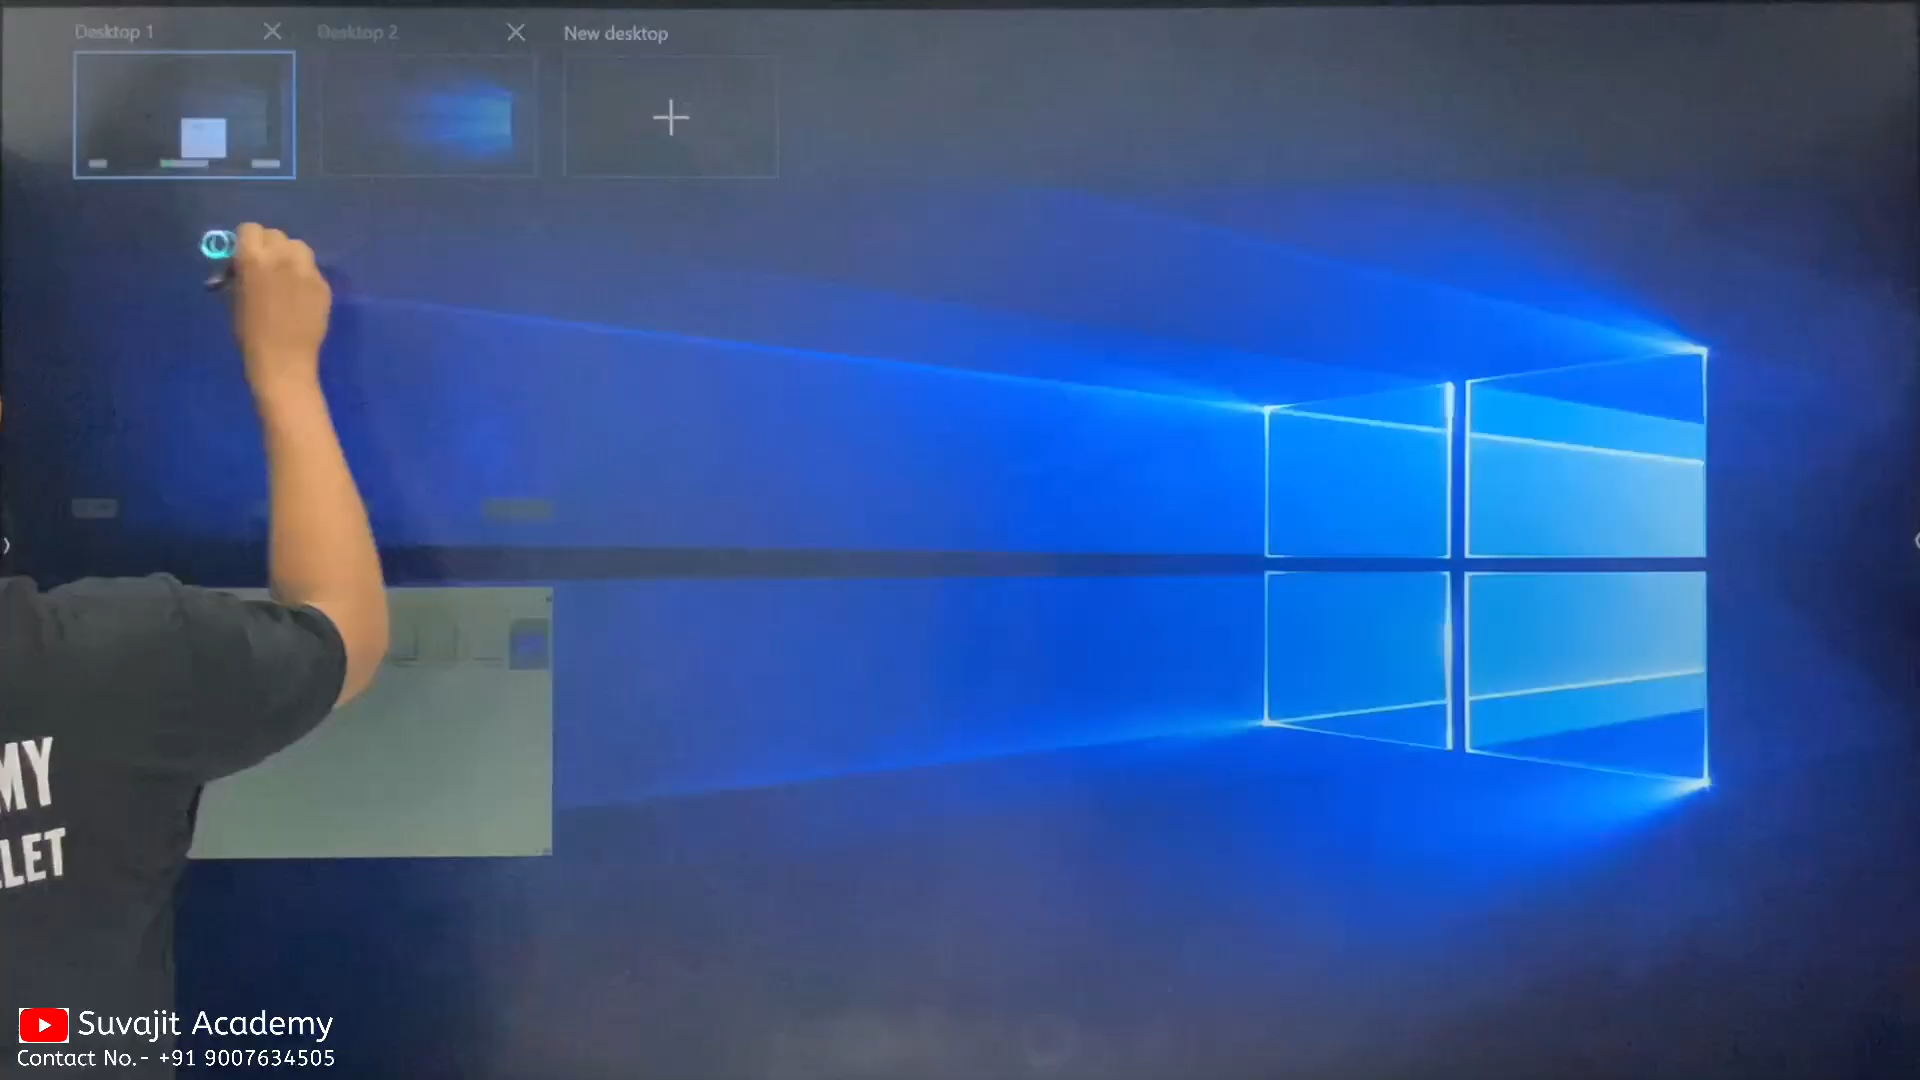 Desktop 1
Desktop 2
New desktop
MY
LET
Suvajit Academy
Contact No.- +91 9007634505